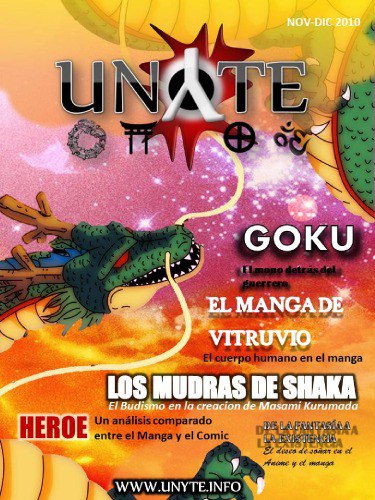 NOV-DIC 2010
UNYTE
GOKU
El mono detrás del
guerrero
EL MANGA DE
VITRUVIO
El cuerpo humano en el manga
LOS MUDRAS DE SHAKA
El Budismo en la creacion de Masami Kurumada
HEROE
Un análisis comparado
entre el Manga y el Comic
DE LA FANTASÍA A
LA EXISTENCIA
El deseo de soñar en el
Anime y el manga
WWW.UNYTE.INFO